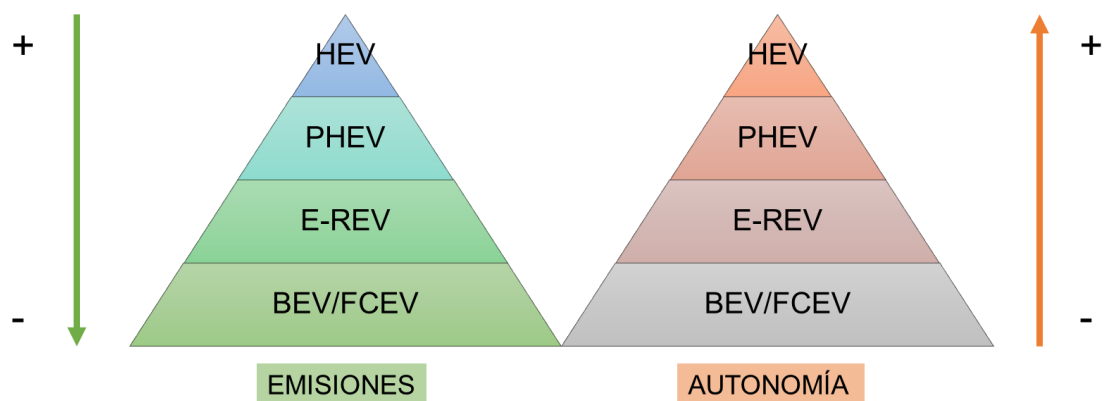 +
HEV
HEV
+
PHEV
PHEV
E-REV
E-REV
BEV/FCEV
BEV/FCEV
-
-
EMISIONES
AUTONOMÍA